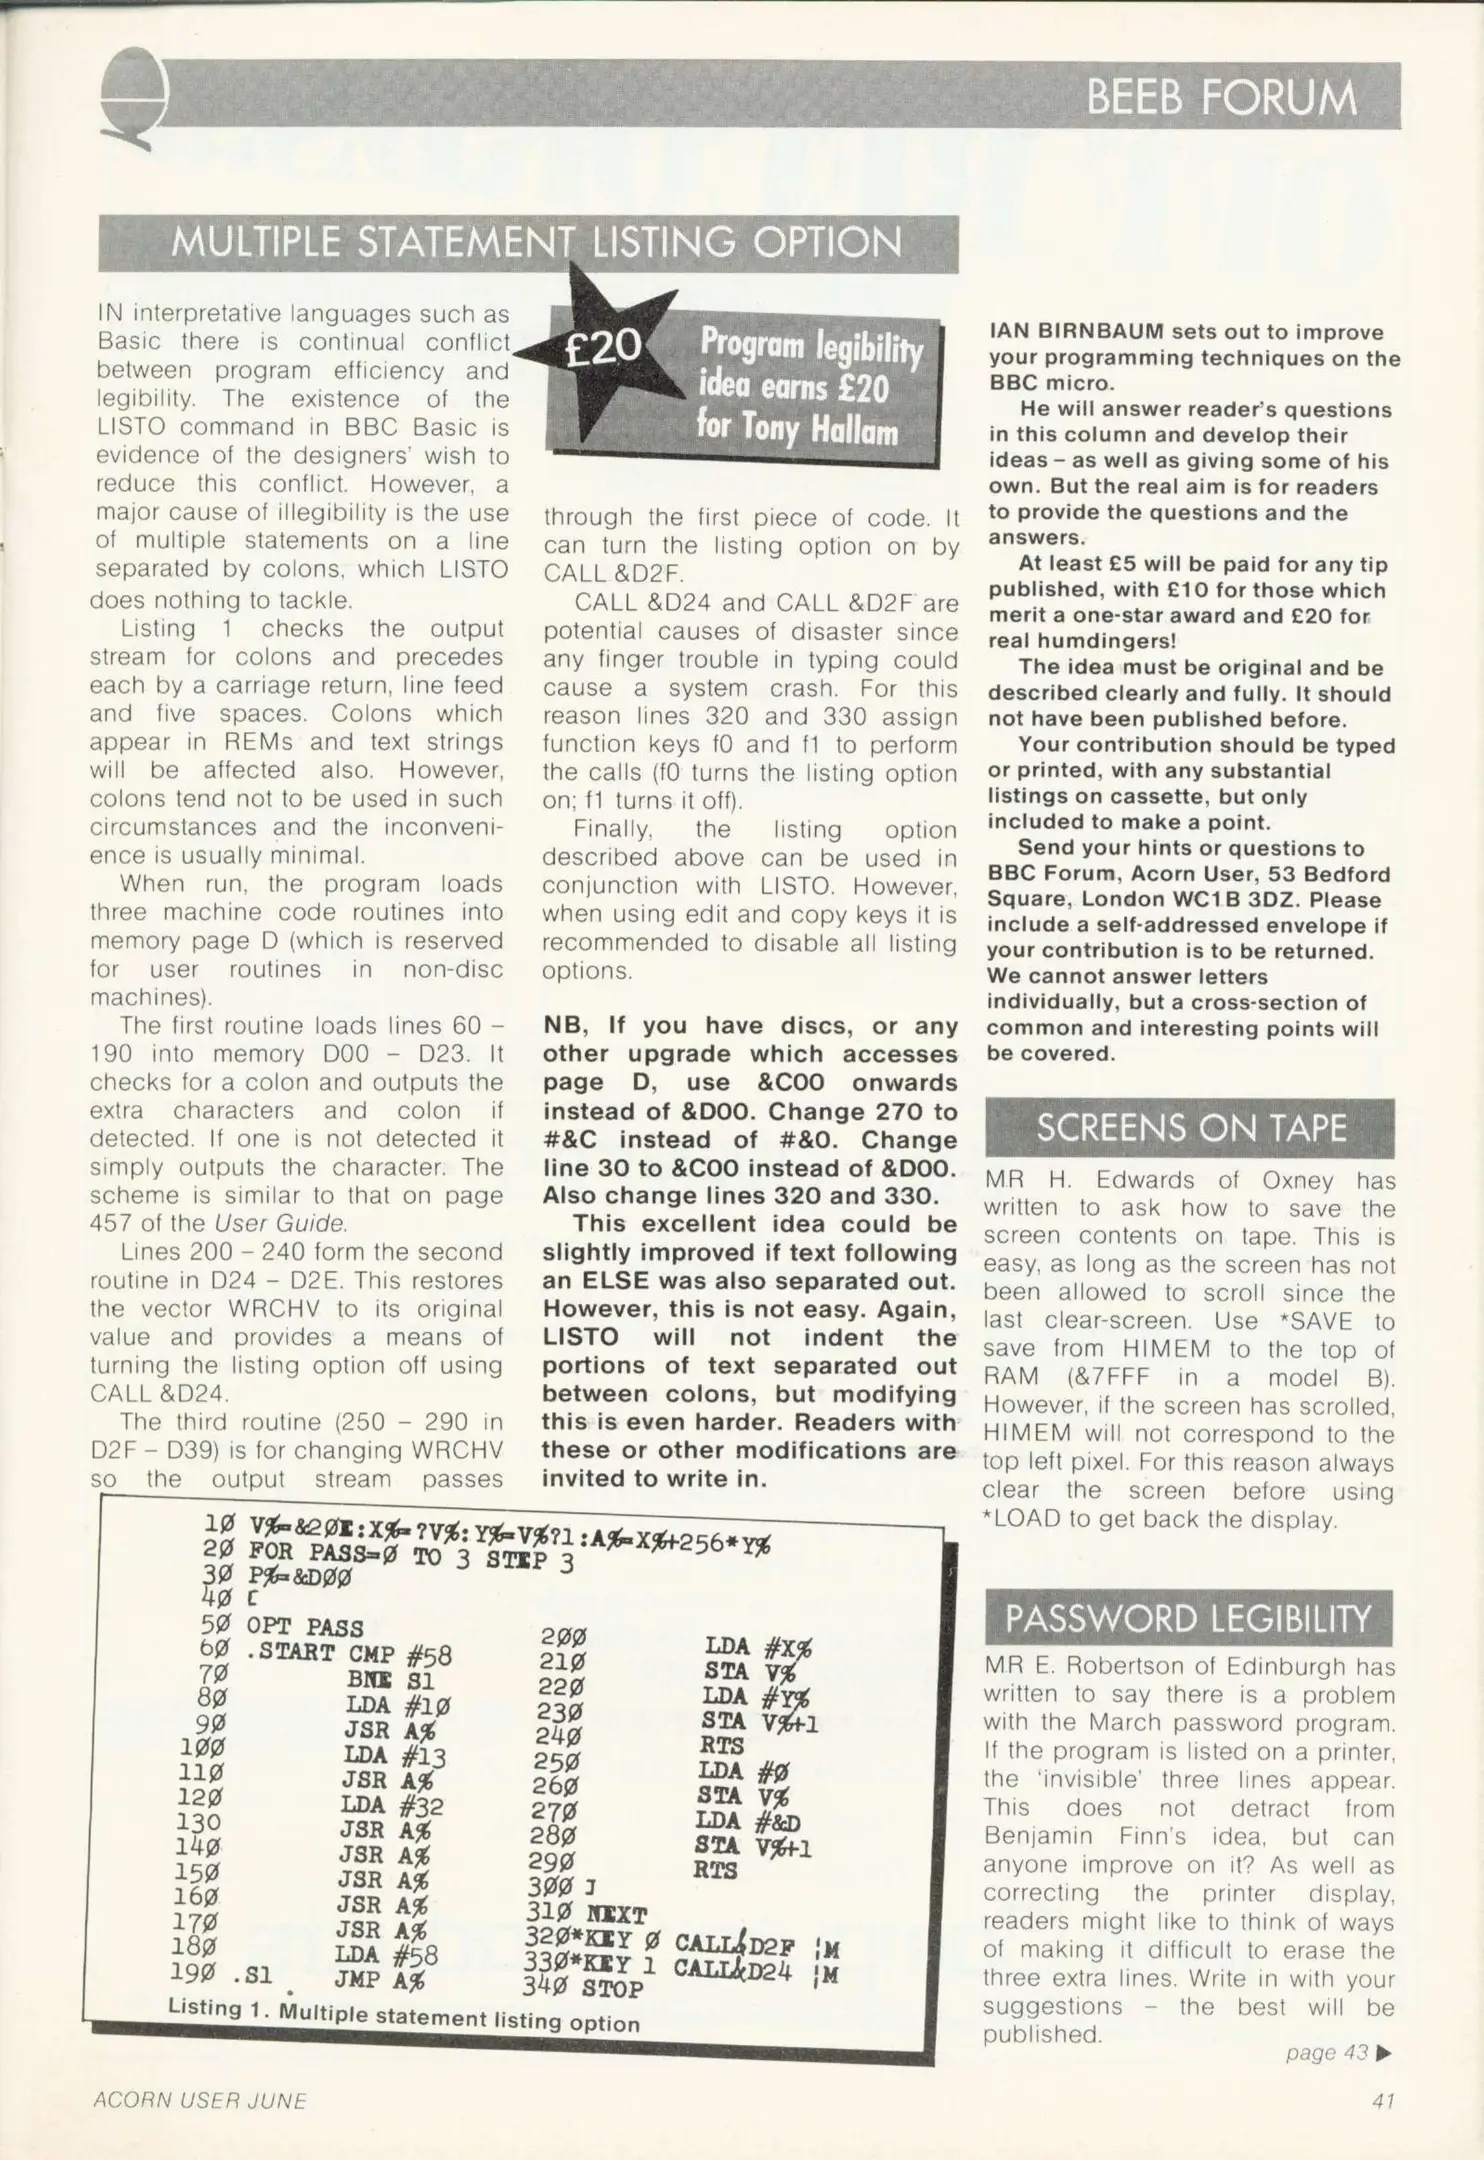 BEEB FORUM
MULTIPLE STATEMENT LISTING OPTION
IN interpretative languages such as
Basic there is continual conflict
between program efficiency and
legibility. The existence of the
LISTO command in BBC Basic is
evidence of the designers' wish to
reduce this conflict. However, a
major cause of illegibility is the use
of multiple statements on a line
separated by colons, which LISTO
does nothing to tackle.
Listing 1 checks the output
stream for colons and precedes
each by a carriage return, line feed
and five spaces. Colons which
appear in REMs and text strings
will be affected also. However,
colons tend not to be used in such
circumstances and the inconveni-
ence is usually minimal.
When run, the program loads
three machine code routines into
memory page D (which is reserved
for user routines in non-disc
machines).
The first routine loads lines 60 –
190 into memory D00 – D23. It
checks for a colon and outputs the
extra characters and colon if
detected. If one is not detected it
simply outputs the character. The
scheme is similar to that on page
457 of the User Guide.
Lines 200 – 240 form the second
routine in D24 – D2E. This restores
the vector WRCHV to its original
value and provides a means of
turning the listing option off using
CALL &D24.
The third routine (250 – 290 in
D2F – D39) is for changing WRCHV
so the output stream passes
£20
Program legibility
idea earns £20
for Tony Hallam
through the first piece of code. It
can turn the listing option on by
CALL &D2F.
CALL &D24 and CALL &D2F are
potential causes of disaster since
any finger trouble in typing could
cause a system crash. For this
reason lines 320 and 330 assign
function keys f0 and f1 to perform
the calls (f0 turns the listing option
on; f1 turns it off).
Finally, the listing option
described above can be used in
conjunction with LISTO. However,
when using edit and copy keys it is
recommended to disable all listing
options.
NB, If you have discs, or any
other upgrade which accesses
page D, use &C00 onwards
instead of &D00. Change 270 to
#&C instead of #&0. Change
line 30 to &C00 instead of &D00.
Also change lines 320 and 330.
This excellent idea could be
slightly improved if text following
an ELSE was also separated out.
However, this is not easy. Again,
LISTO will not indent the
portions of text separated out
between colons, but modifying
this is even harder. Readers with
these or other modifications are
invited to write in.
10 V%=&20E:X%=?V%:Y%=V%?1:A%=X%+256*Y%
20 FOR PASS=0 TO 3 STEP 3
30 P%=&D00
40 [
50 OPT PASS
60 .START CMP #58
70 BNE S1
80 LDA #10
90 JSR A%
100 LDA #13
110 JSR A%
120 LDA #32
130 JSR A%
140 JSR A%
150 JSR A%
160 JSR A%
170 JSR A%
180 LDA #58
190 .S1 JMP A%
200 LDA #X%
210 STA V%
220 LDA #Y%
230 STA V%+1
240 RTS
250 LDA #0
260 STA V%
270 LDA #&D
280 STA V%+1
290 RTS
300 ]
310 NEXT
320*KEY 0 CALL&D2F |M
330*KEY 1 CALL&D24 |M
340 STOP
Listing 1. Multiple statement listing option
IAN BIRNBAUM sets out to improve
your programming techniques on the
BBC micro.
He will answer reader's questions
in this column and develop their
ideas – as well as giving some of his
own. But the real aim is for readers
to provide the questions and the
answers.
At least £5 will be paid for any tip
published, with £10 for those which
merit a one-star award and £20 for
real humdingers!
The idea must be original and be
described clearly and fully. It should
not have been published before.
Your contribution should be typed
or printed, with any substantial
listings on cassette, but only
included to make a point.
Send your hints or questions to
BBC Forum, Acorn User, 53 Bedford
Square, London WC1B 3DZ. Please
include a self-addressed envelope if
your contribution is to be returned.
We cannot answer letters
individually, but a cross-section of
common and interesting points will
be covered.
SCREENS ON TAPE
MR H. Edwards of Oxney has
written to ask how to save the
screen contents on tape. This is
easy, as long as the screen has not
been allowed to scroll since the
last clear-screen. Use *SAVE to
save from HIMEM to the top of
RAM (&7FFF in a model B).
However, if the screen has scrolled,
HIMEM will not correspond to the
top left pixel. For this reason always
clear the screen before using
*LOAD to get back the display.
PASSWORD LEGIBILITY
MR E. Robertson of Edinburgh has
written to say there is a problem
with the March password program.
If the program is listed on a printer,
the 'invisible' three lines appear.
This does not detract from
Benjamin Finn's idea, but can
anyone improve on it? As well as
correcting the printer display,
readers might like to think of ways
of making it difficult to erase the
three extra lines. Write in with your
suggestions – the best will be
published.
page 43 ▶
ACORN USER JUNE
41